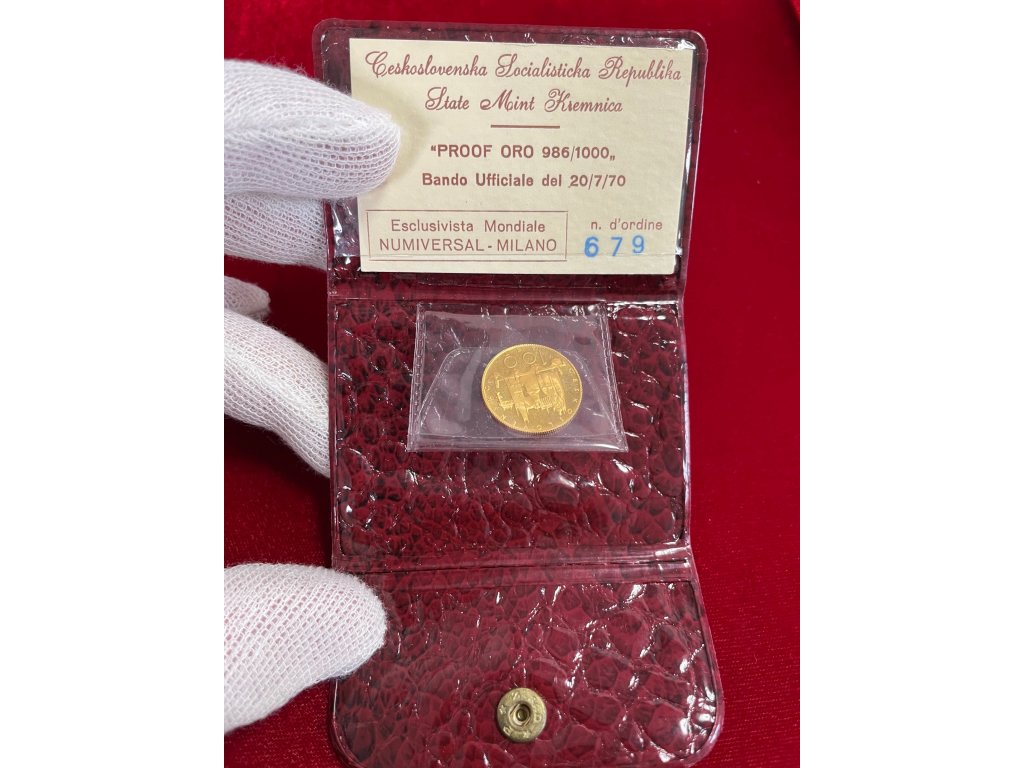 Československa Socialisticka Republika
State Mint Kremnica
"PROOF ORO 986/1000„
Bando Ufficiale del 20/7/70
Esclusivista Mondiale
NUMIVERSAL - MILANO
n. d'ordine
679